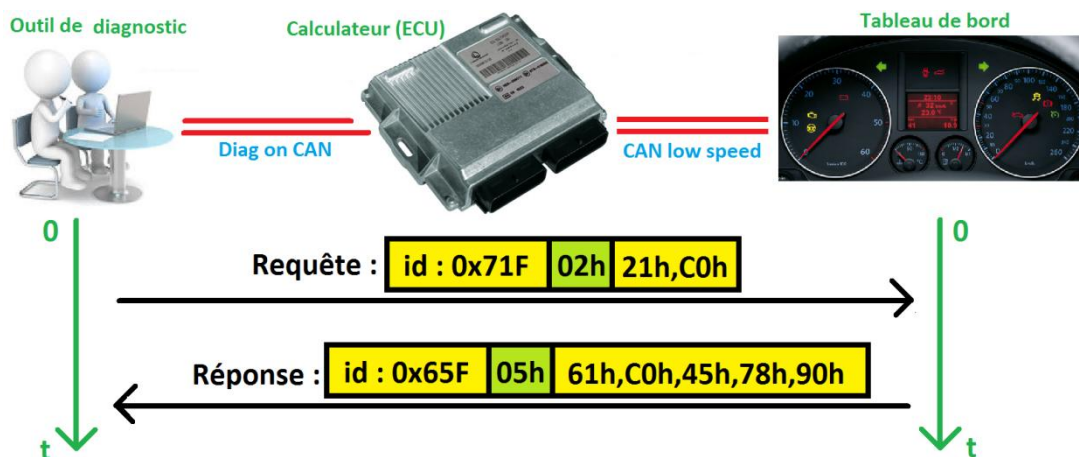 Outil de diagnostic
Calculateur (ECU)
Tableau de bord
Diag on CAN
CAN low speed
0
0
Requête : id : 0x71F 02h 21h,C0h
Réponse : id : 0x65F 05h 61h,C0h,45h,78h,90h
t
t